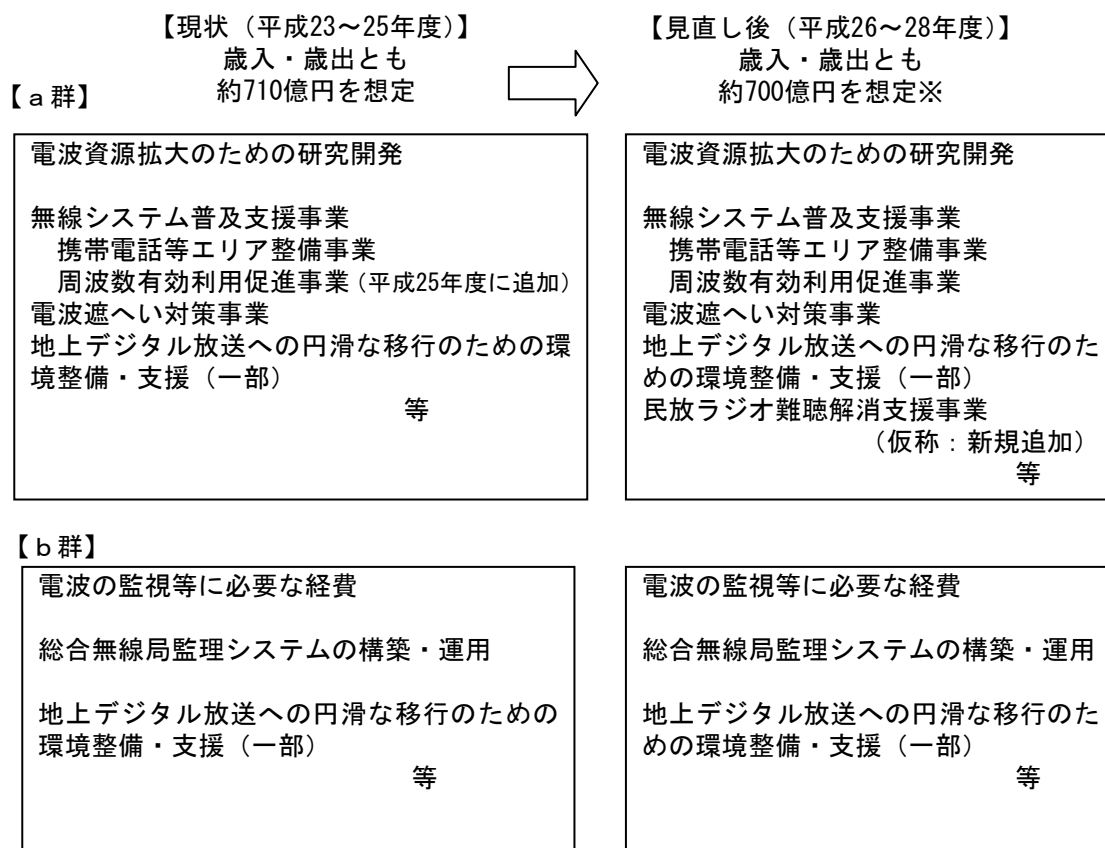 【現状（平成23～25年度）】
歳入・歳出とも
約710億円を想定
【見直し後（平成26～28年度）】
歳入・歳出とも
約700億円を想定※
【ａ群】
電波資源拡大のための研究開発
無線システム普及支援事業
携帯電話等エリア整備事業
周波数有効利用促進事業（平成25年度に追加）
電波遮へい対策事業
地上デジタル放送への円滑な移行のための環
境整備・支援（一部）
等
電波資源拡大のための研究開発
無線システム普及支援事業
携帯電話等エリア整備事業
周波数有効利用促進事業
電波遮へい対策事業
地上デジタル放送への円滑な移行のた
めの環境整備・支援（一部）
民放ラジオ難聴解消支援事業
（仮称：新規追加）
等
【ｂ群】
電波の監視等に必要な経費
総合無線局監理システムの構築・運用
地上デジタル放送への円滑な移行のための
環境整備・支援（一部）
等
電波の監視等に必要な経費
総合無線局監理システムの構築・運用
地上デジタル放送への円滑な移行のた
めの環境整備・支援（一部）
等